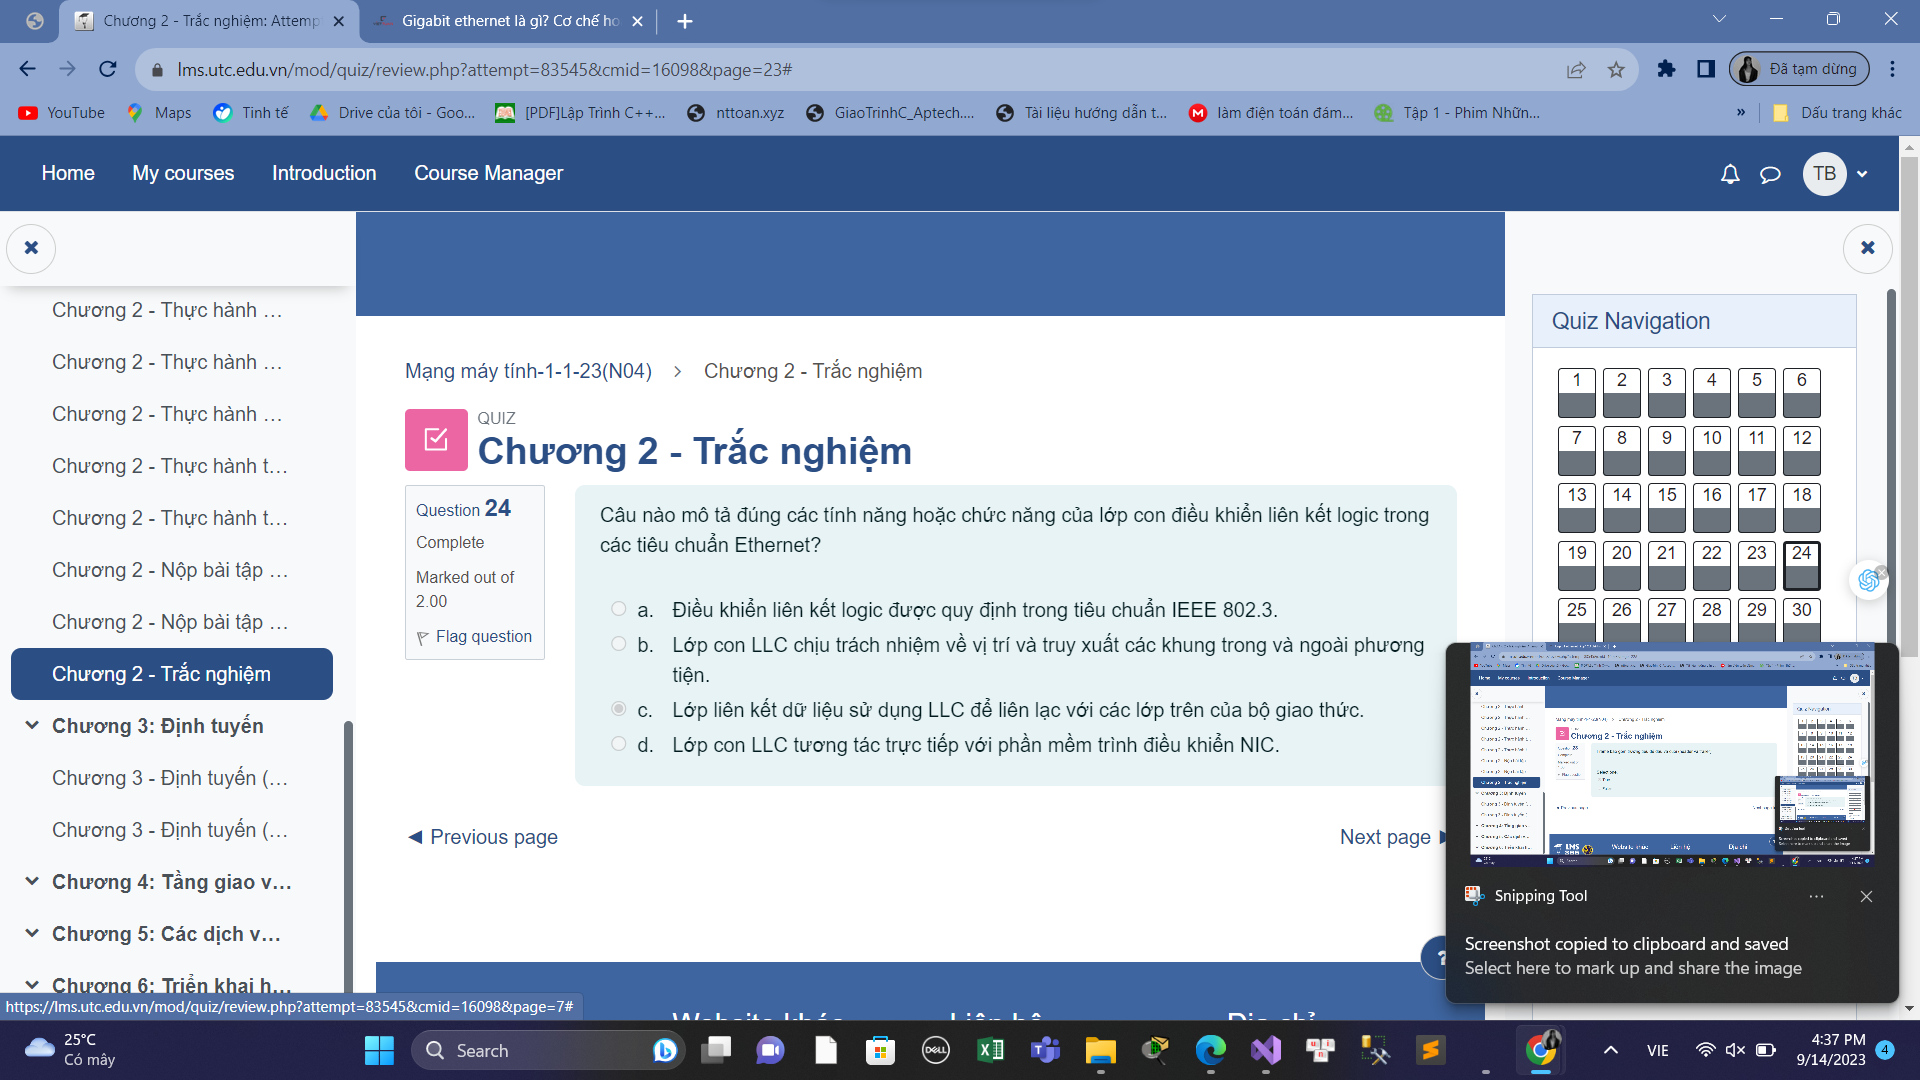 Chương 2 - Trắc nghiệm: Attemp
Gigabit ethernet là gì? Cơ chế ho
lms.utc.edu.vn/mod/quiz/review.php?attempt=83545&cmid=16098&page=23#
Đã tạm dừng
YouTube
Maps
Tinh tế
Drive của tôi - Goo...
[PDF]Lập Trình C++...
nttoan.xyz
GiaoTrinhC_Aptech....
Tài liệu hướng dẫn t...
làm điện toán đám...
Tập 1 - Phim Nhữn...
»
Dấu trang khác
Home
My courses
Introduction
Course Manager
TB
Chương 2 - Thực hành ...
Chương 2 - Thực hành ...
Chương 2 - Thực hành ...
Chương 2 - Thực hành t...
Chương 2 - Thực hành t...
Chương 2 - Nộp bài tập ...
Chương 2 - Nộp bài tập ...
Chương 2 - Trắc nghiệm
Chương 3: Định tuyến
Chương 3 - Định tuyến (...
Chương 3 - Định tuyến (...
Chương 4: Tầng giao v...
Chương 5: Các dịch v...
Chương 6: Triển khai h...
https://lms.utc.edu.vn/mod/quiz/review.php?attempt=83545&cmid=16098&page=7#
Mạng máy tính-1-1-23(N04) > Chương 2 - Trắc nghiệm
QUIZ
Chương 2 - Trắc nghiệm
Question 24
Complete
Marked out of
2.00
Flag question
Câu nào mô tả đúng các tính năng hoặc chức năng của lớp con điều khiển liên kết logic trong
các tiêu chuẩn Ethernet?
a. Điều khiển liên kết logic được quy định trong tiêu chuẩn IEEE 802.3.
b. Lớp con LLC chịu trách nhiệm về vị trí và truy xuất các khung trong và ngoài phương
tiện.
c. Lớp liên kết dữ liệu sử dụng LLC để liên lạc với các lớp trên của bộ giao thức.
d. Lớp con LLC tương tác trực tiếp với phần mềm trình điều khiển NIC.
◄ Previous page
Next page
Website khác
Liên hệ
Địa chỉ
?
Quiz Navigation
1 2 3 4 5 6
7 8 9 10 11 12
13 14 15 16 17 18
19 20 21 22 23 24
25 26 27 28 29 30
Chương 2 - Trắc nghiệm
Snipping Tool
...
Screenshot copied to clipboard and saved
Select here to mark up and share the image
25°C
Có mây
Search
DELL
VIE
4:37 PM
9/14/2023
4